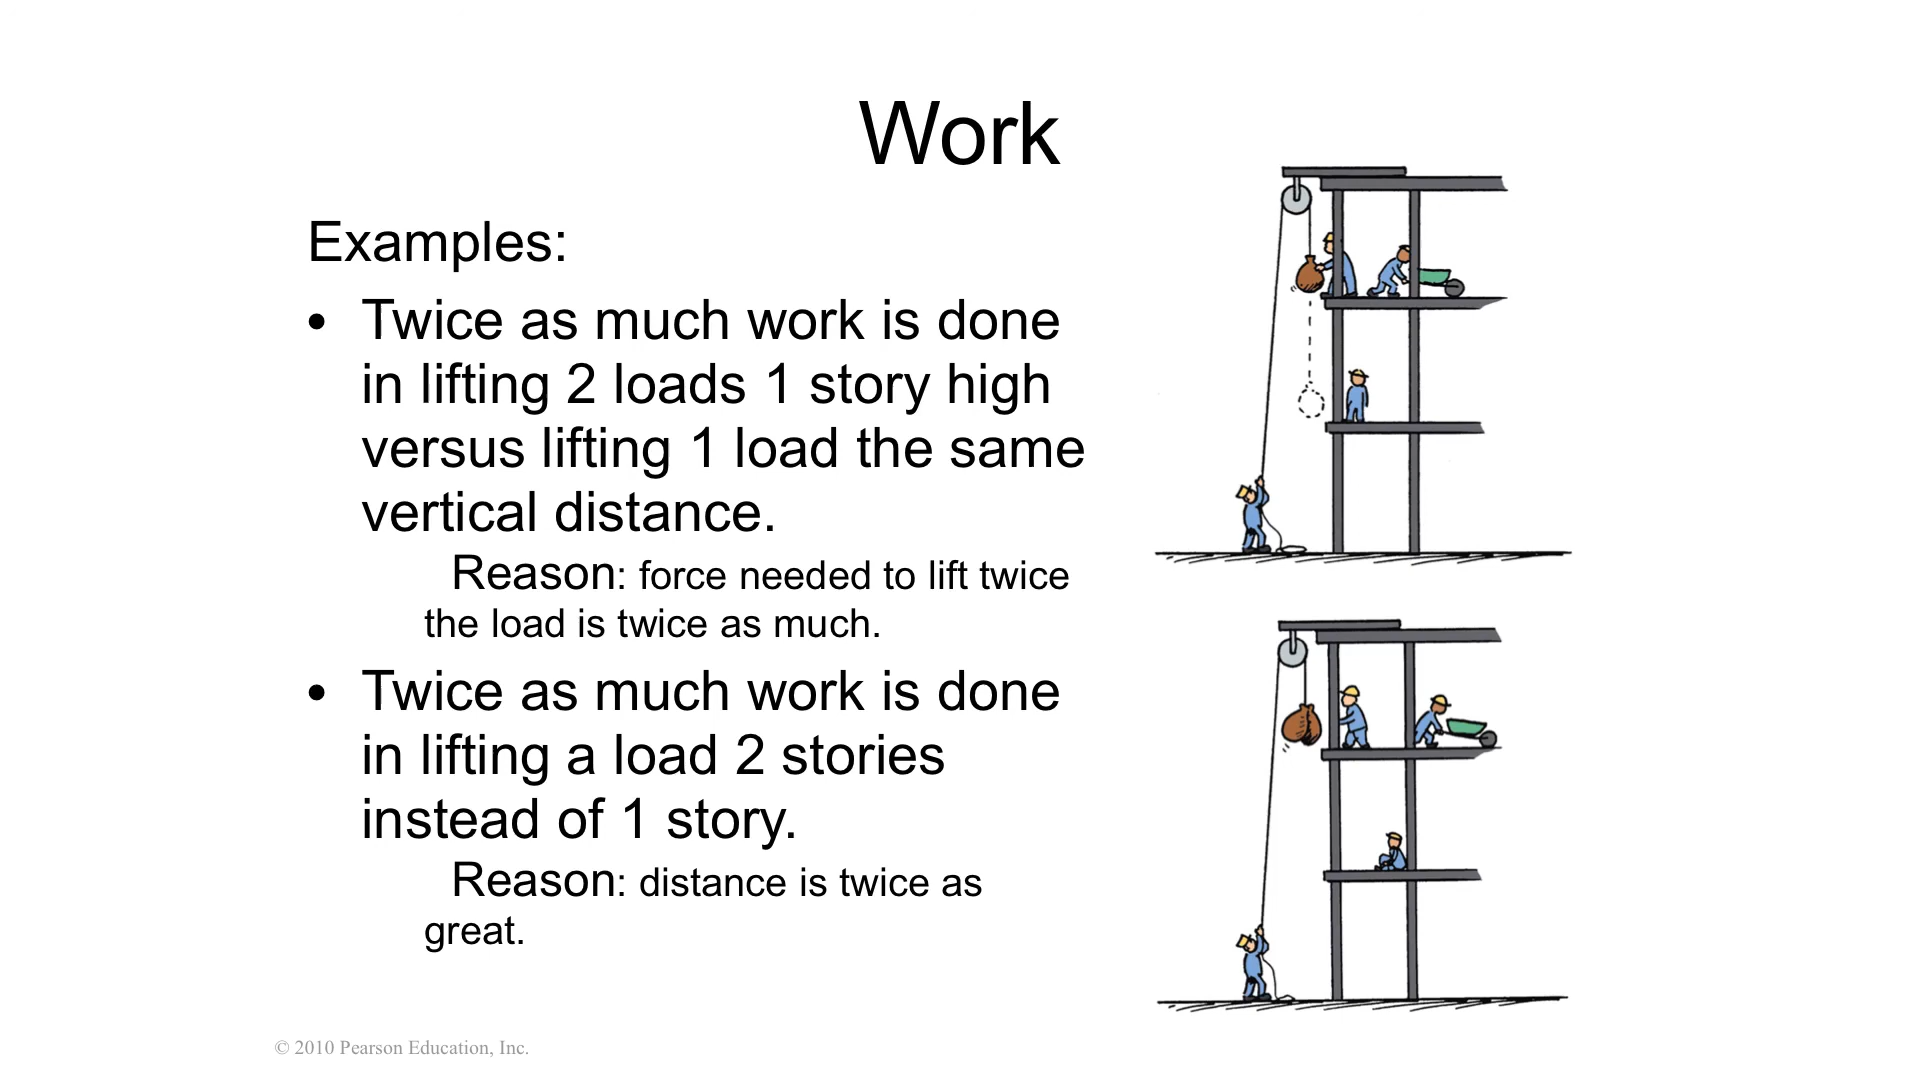 Work
Examples:
• Twice as much work is done
in lifting 2 loads 1 story high
versus lifting 1 load the same
vertical distance.
Reason: force needed to lift twice
the load is twice as much.
• Twice as much work is done
in lifting a load 2 stories
instead of 1 story.
Reason: distance is twice as
great.
© 2010 Pearson Education, Inc.